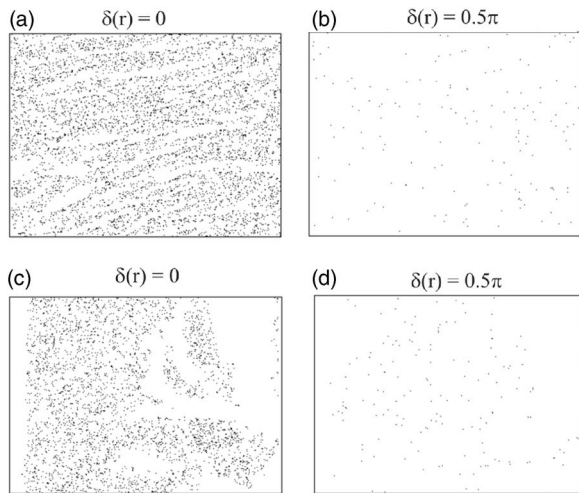 (a) δ(r) = 0
(b) δ(r) = 0.5π
(c) δ(r) = 0
(d) δ(r) = 0.5π